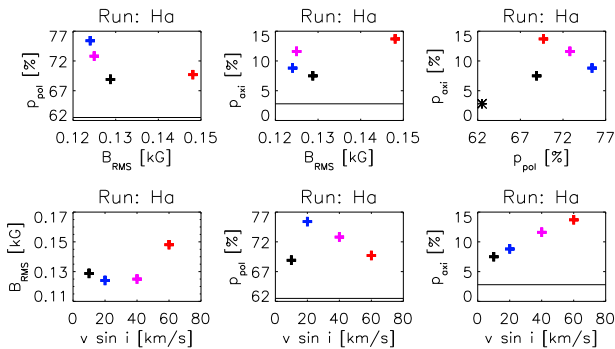 Run: Ha
Run: Ha
Run: Ha
77
72
67
62
p_pol [%]
0.12 0.13 0.14 0.15
B_RMS [kG]
20
15
10
5
0
p_axi [%]
0.12 0.13 0.14 0.15
B_RMS [kG]
20
15
10
5
0
p_axi [%]
62 67 72 77
p_pol [%]
Run: Ha
Run: Ha
Run: Ha
0.17
0.15
0.13
0.11
B_RMS [kG]
0 20 40 60 80
v sin i [km/s]
77
72
67
62
p_pol [%]
0 20 40 60 80
v sin i [km/s]
15
10
5
0
p_axi [%]
0 20 40 60 80
v sin i [km/s]